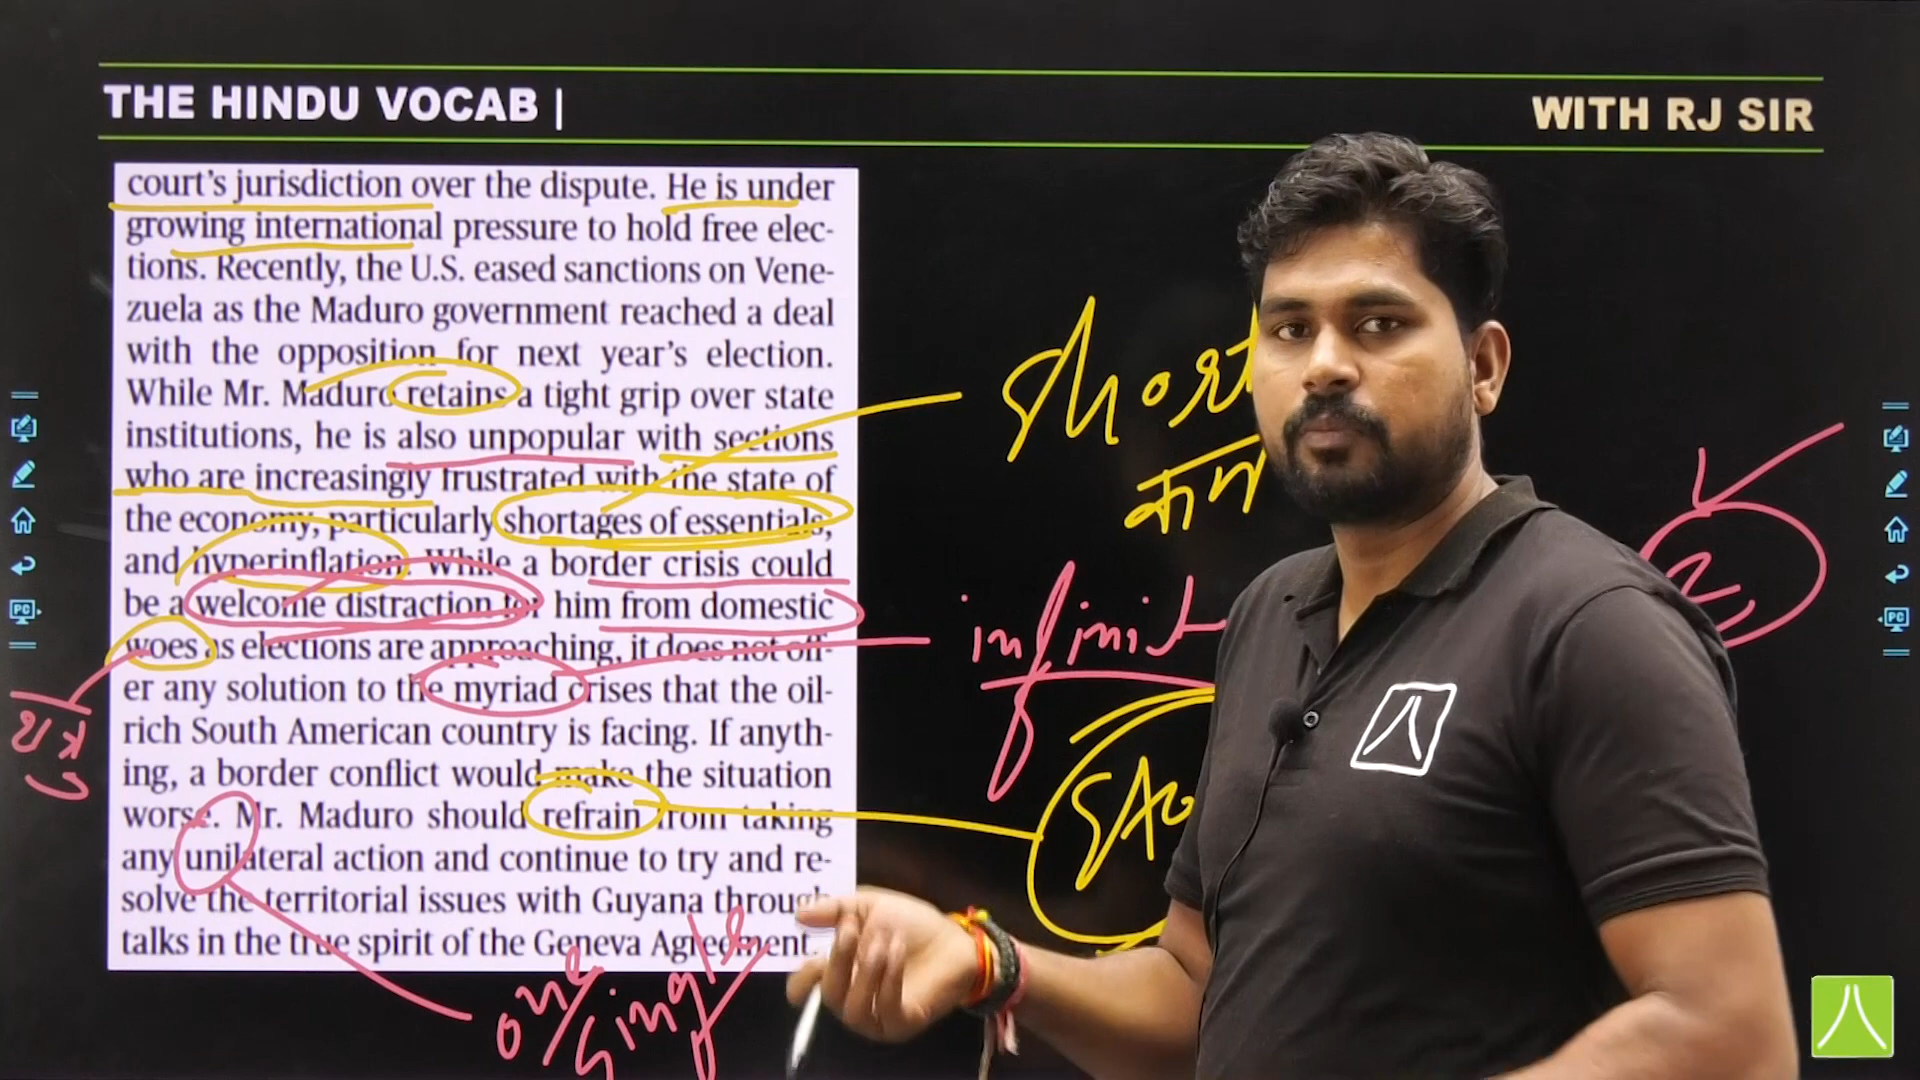 THE HINDU VOCAB |
WITH RJ SIR
court's jurisdiction over the dispute. He is under
growing international pressure to hold free elec-
tions. Recently, the U.S. eased sanctions on Vene-
zuela as the Maduro government reached a deal
with the opposition for next year's election.
While Mr. Maduro retains a tight grip over state
institutions, he is also unpopular with sections
who are increasingly frustrated with the state of
the economy, particularly shortages of essentials,
and hyperinflation. While a border crisis could
be a welcome distraction for him from domestic
woes as elections are approaching, it does not off-
er any solution to the myriad crises that the oil-
rich South American country is facing. If anyth-
ing, a border conflict would make the situation
worse. Mr. Maduro should refrain from taking
any unilateral action and continue to try and re-
solve the territorial issues with Guyana through
talks in the true spirit of the Geneva Agreement.
Short
infinit
one/single
PC
PC